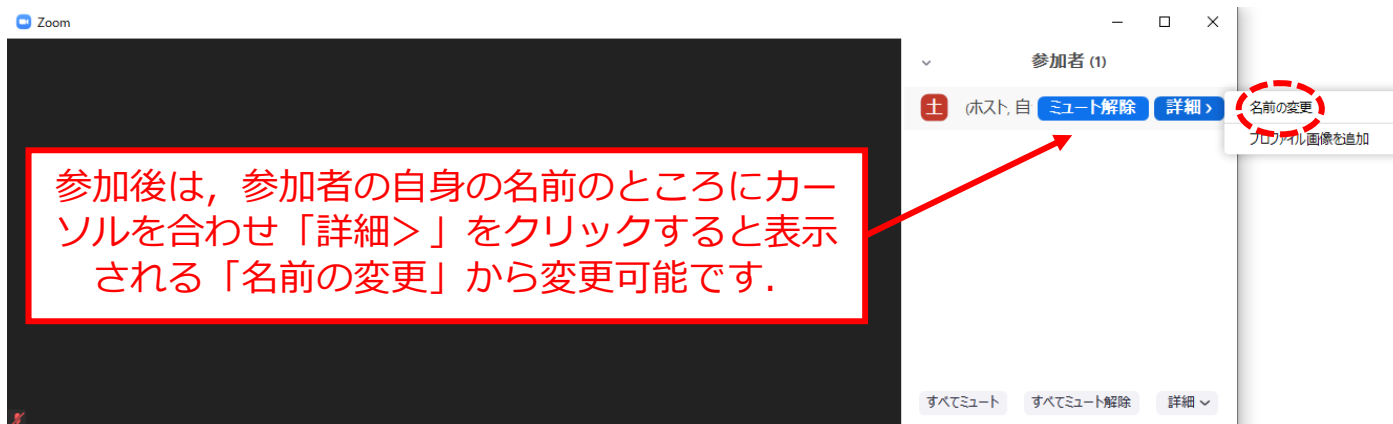 Zoom
参加者 (1)
土 (ホスト, 自 ミュート解除 詳細 >
名前の変更
プロファイル画像を追加
参加後は，参加者の自身の名前のところにカー
ソルを合わせ「詳細＞」をクリックすると表示
される「名前の変更」から変更可能です．
すべてミュート すべてミュート解除 詳細